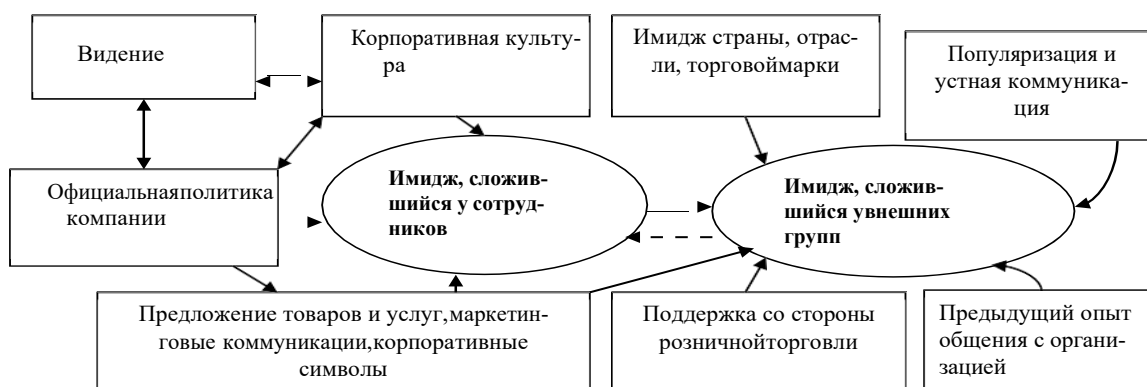 Видение
Корпоративная культу-
ра
Имидж страны, отрас-
ли, торговоймарки
Популяризация и
устная коммуника-
ция
Официальнаяполитика
компании
Имидж, сложив-
шийся у сотруд-
ников
Имидж, сложив-
шийся увнешних
групп
Предложение товаров и услуг,маркетин-
говые коммуникации,корпоративные
символы
Поддержка со стороны
розничнойторговли
Предыдущий опыт
общения с органи-
зацией